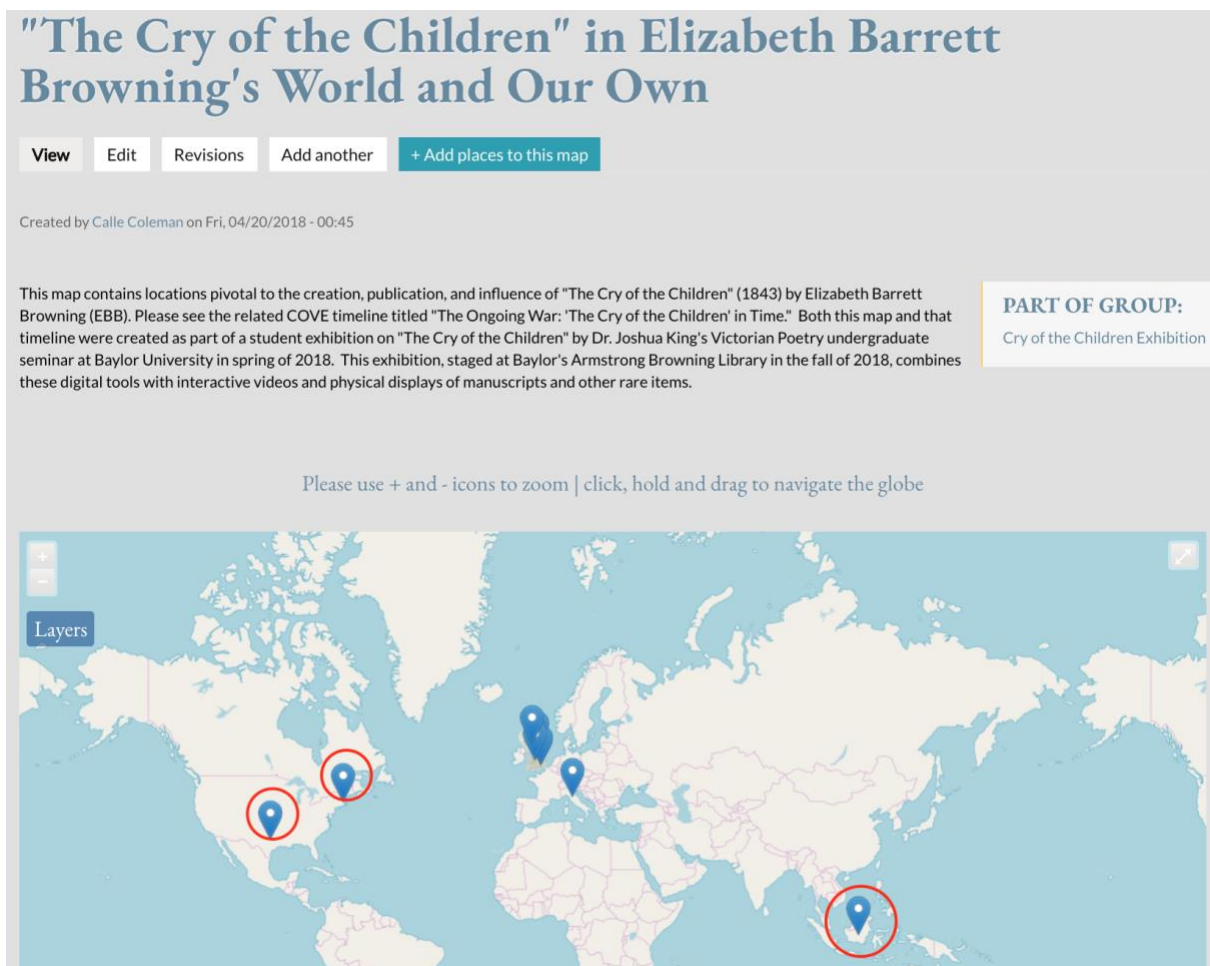 "The Cry of the Children" in Elizabeth Barrett
Browning's World and Our Own
View Edit Revisions Add another + Add places to this map
Created by Calle Coleman on Fri, 04/20/2018 - 00:45
This map contains locations pivotal to the creation, publication, and influence of "The Cry of the Children" (1843) by Elizabeth Barrett
Browning (EBB). Please see the related COVE timeline titled "The Ongoing War: 'The Cry of the Children' in Time." Both this map and that
timeline were created as part of a student exhibition on "The Cry of the Children" by Dr. Joshua King's Victorian Poetry undergraduate
seminar at Baylor University in spring of 2018. This exhibition, staged at Baylor's Armstrong Browning Library in the fall of 2018, combines
these digital tools with interactive videos and physical displays of manuscripts and other rare items.
PART OF GROUP:
Cry of the Children Exhibition
Please use + and - icons to zoom | click, hold and drag to navigate the globe
+
-
Layers